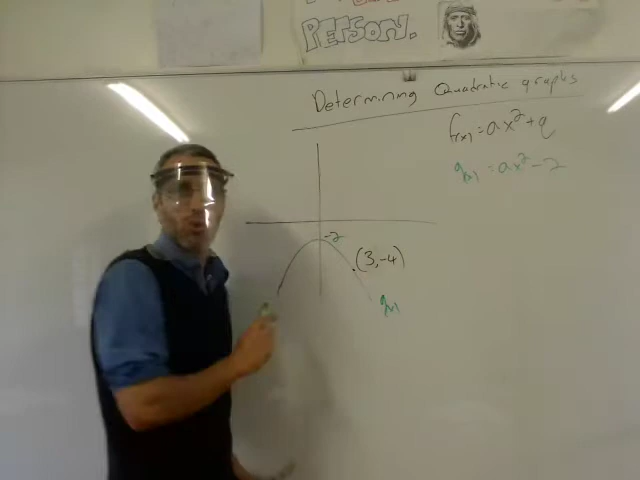 PERSON.
Determining Quadratic graphs
f(x) = ax² + q
g(x) = ax² - 2
-2
(3, -4)
g(x)